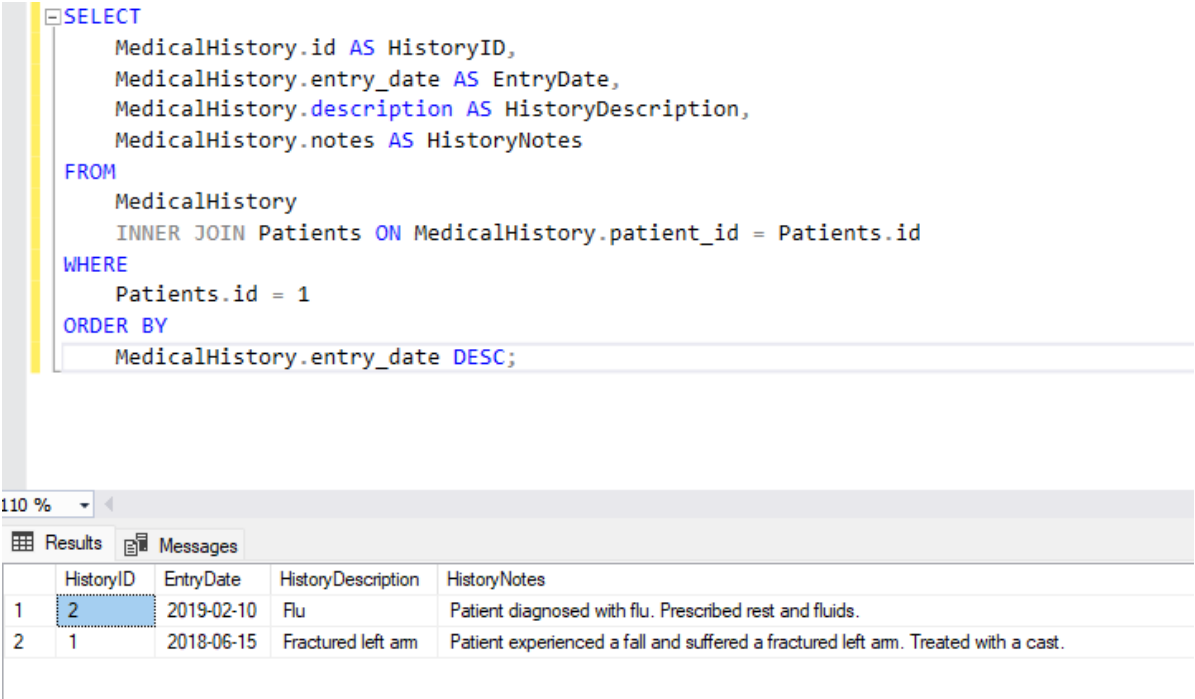 SELECT
MedicalHistory.id AS HistoryID,
MedicalHistory.entry_date AS EntryDate,
MedicalHistory.description AS HistoryDescription,
MedicalHistory.notes AS HistoryNotes
FROM
MedicalHistory
INNER JOIN Patients ON MedicalHistory.patient_id = Patients.id
WHERE
Patients.id = 1
ORDER BY
MedicalHistory.entry_date DESC;
110 %
Results Messages
HistoryID EntryDate HistoryDescription HistoryNotes
1 2 2019-02-10 Flu Patient diagnosed with flu. Prescribed rest and fluids.
2 1 2018-06-15 Fractured left arm Patient experienced a fall and suffered a fractured left arm. Treated with a cast.